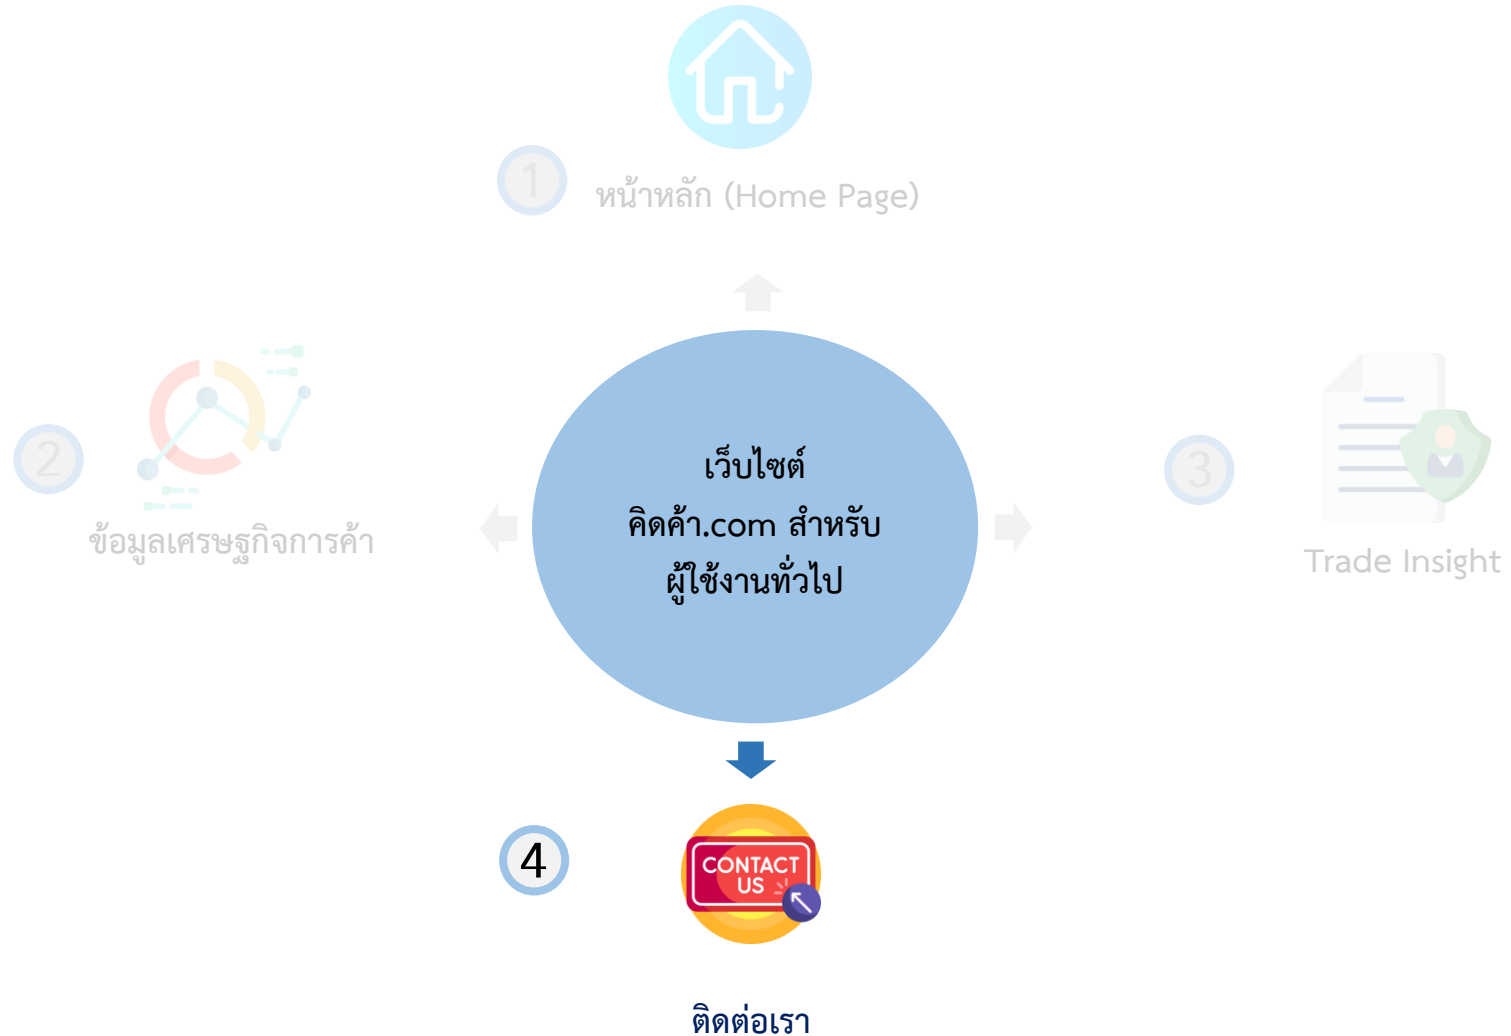 1
หน้าหลัก (Home Page)
2
ข้อมูลเศรษฐกิจการค้า
เว็บไซต์
คิดค้า.com สำหรับ
ผู้ใช้งานทั่วไป
3
Trade Insight
4
CONTACT
US
ติดต่อเรา